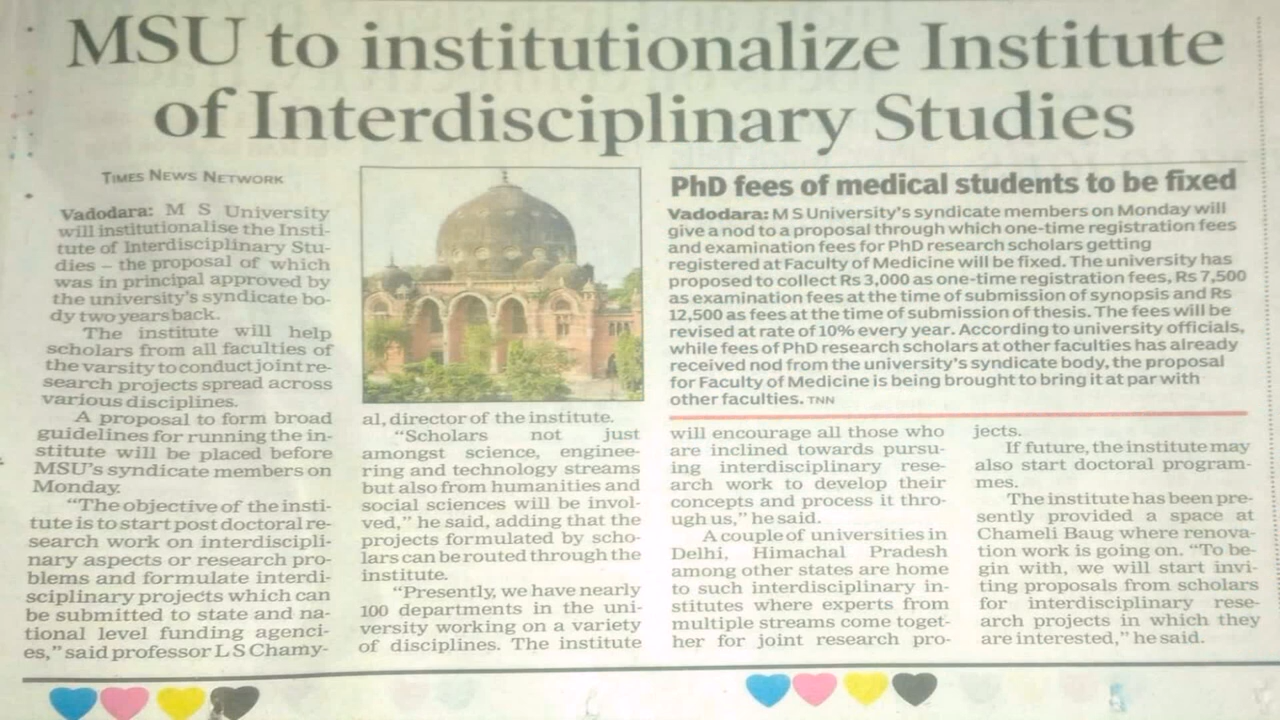 MSU to institutionalize Institute
of Interdisciplinary Studies
TIMES NEWS NETWORK
Vadodara: M S University
will institutionalise the Insti-
tute of Interdisciplinary Stu-
dies – the proposal of which
was in principal approved by
the university's syndicate bo-
dy two years back.
The institute will help
scholars from all faculties of
the varsity to conduct joint re-
search projects spread across
various disciplines.
A proposal to form broad
guidelines for running the in-
stitute will be placed before
MSU's syndicate members on
Monday.
"The objective of the insti-
tute is to start post doctoral re-
search work on interdiscipli-
nary aspects or research pro-
blems and formulate interdi-
sciplinary projects which can
be submitted to state and na-
tional level funding agenci-
es," said professor L S Chamy-
al, director of the institute.
"Scholars not just
amongst science, enginee-
ring and technology streams
but also from humanities and
social sciences will be invol-
ved," he said, adding that the
projects formulated by scho-
lars can be routed through the
institute.
"Presently, we have nearly
100 departments in the uni-
versity working on a variety
of disciplines. The institute
will encourage all those who
are inclined towards pursu-
ing interdisciplinary rese-
arch work to develop their
concepts and process it thro-
ugh us," he said.
A couple of universities in
Delhi, Himachal Pradesh
among other states are home
to such interdisciplinary in-
stitutes where experts from
multiple streams come toget-
her for joint research pro-
jects.
If future, the institute may
also start doctoral program-
mes.
The institute has been pre-
sently provided a space at
Chameli Baug where renova-
tion work is going on. "To be-
gin with, we will start invi-
ting proposals from scholars
for interdisciplinary rese-
arch projects in which they
are interested," he said.
PhD fees of medical students to be fixed
Vadodara: M S University's syndicate members on Monday will
give a nod to a proposal through which one-time registration fees
and examination fees for PhD research scholars getting
registered at Faculty of Medicine will be fixed. The university has
proposed to collect Rs 3,000 as one-time registration fees, Rs 7,500
as examination fees at the time of submission of synopsis and Rs
12,500 as fees at the time of submission of thesis. The fees will be
revised at rate of 10% every year. According to university officials,
while fees of PhD research scholars at other faculties has already
received nod from the university's syndicate body, the proposal
for Faculty of Medicine is being brought to bring it at par with
other faculties. TNN